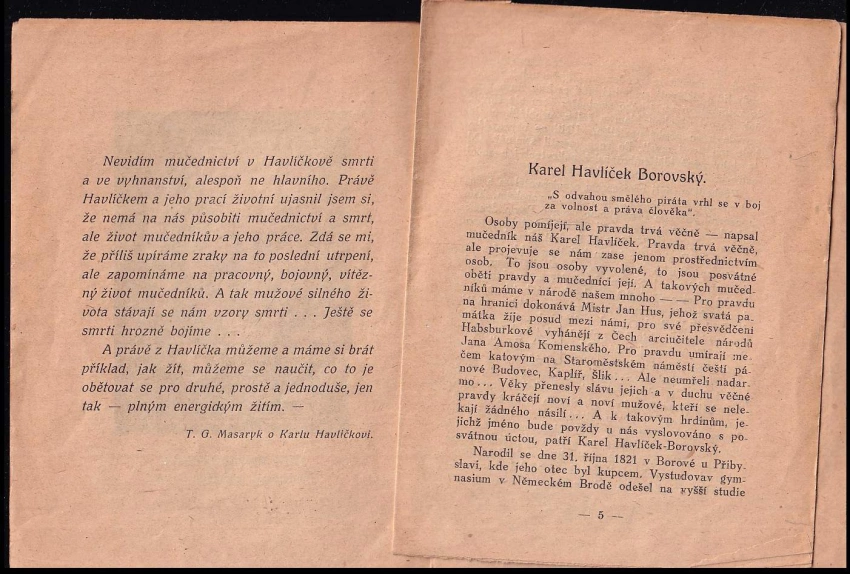 Nevidím mučednictví v Havlíčkově smrti
a ve vyhnanství, alespoň ne hlavního. Právě
Havlíčkem a jeho prací životní ujasnil jsem si,
že nemá na nás působiti mučednictví a smrt,
ale život mučedníkův a jeho práce. Zdá se mi,
že příliš upíráme zraky na to poslední utrpení,
ale zapomínáme na pracovný, bojovný, vítěz-
ný život mučedníků. A tak mužové silného ži-
vota stávají se nám vzory smrti . . . Ještě se
smrti hrozně bojíme . . .
A právě z Havlíčka můžeme a máme si brát
příklad, jak žít, můžeme se naučit, co to je
obětovat se pro druhé, prostě a jednoduše, jen
tak — plným energickým žitím. —
T. G. Masaryk o Karlu Havlíčkovi.
Karel Havlíček Borovský.
„S odvahou smělého piráta vrhl se v boj
za volnost a práva člověka“.
Osoby pomíjejí, ale pravda trvá věčně — napsal
mučedník náš Karel Havlíček. Pravda trvá věčně,
ale projevuje se nám zase jenom prostřednictvím
osob. To jsou osoby vyvolené, to jsou posvátné
oběti pravdy a mučedníci její. A takových mučed-
níků máme v národě našem mnoho — — Pro pravdu
na hranici dokonává Mistr Jan Hus, jehož svatá pa-
mátka žije posud mezi námi, pro své přesvědčení
Habsburkové vyhánějí z Čech arciučitele národů
Jana Amosa Komenského. Pro pravdu umírají me-
čem katovým na Staroměstském náměstí čeští pá-
nové Budovec, Kaplíř, Šlik... Ale neumřeli nadar-
mo... Věky přenesly slávu jejich a v duchu věčné
pravdy kráčejí noví a noví mužové, kteří se nele-
kají žádného násilí... A k takovým hrdinům, je-
jichž jméno bude povždy u nás vyslovováno s po-
svátnou úctou, patří Karel Havlíček-Borovský.
Narodil se dne 31. října 1821 v Borové u Přiby-
slavi, kde jeho otec byl kupcem. Vystudovav gym-
nasium v Německém Brodě odešel na vyšší studie
— 5 —